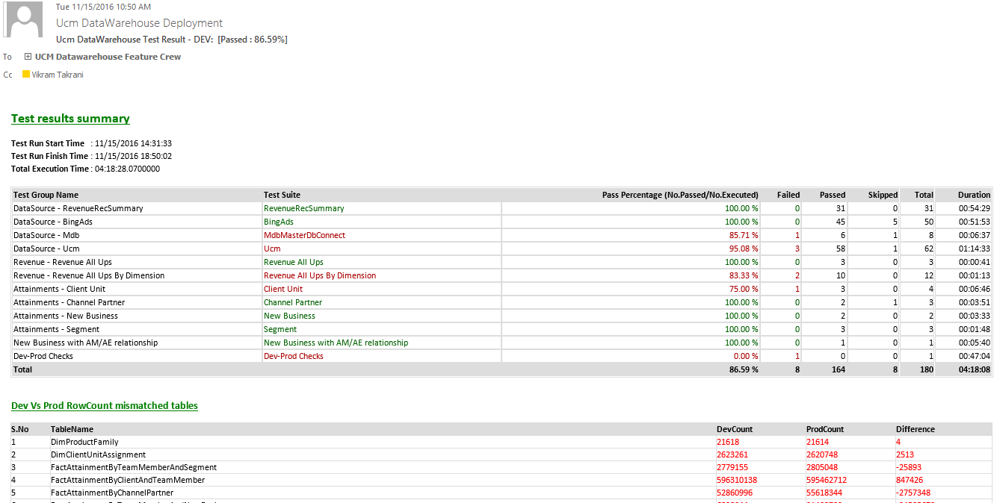 Tue 11/15/2016 10:50 AM
Ucm DataWarehouse Deployment
Ucm DataWarehouse Test Result - DEV: [Passed : 86.59%]
To UCM Datawarehouse Feature Crew
Cc Vikram Takrani
Test results summary
Test Run Start Time : 11/15/2016 14:31:33
Test Run Finish Time : 11/15/2016 18:50:02
Total Execution Time : 04:18:28.0700000
Test Group Name Test Suite Pass Percentage (No.Passed/No.Executed) Failed Passed Skipped Total Duration
DataSource - RevenueRecSummary RevenueRecSummary 100.00 % 0 31 0 31 00:54:29
DataSource - BingAds BingAds 100.00 % 0 45 5 50 00:51:53
DataSource - Mdb MdbMasterDbConnect 85.71 % 1 6 1 8 00:06:37
DataSource - Ucm Ucm 95.08 % 3 58 1 62 01:14:33
Revenue - Revenue All Ups Revenue All Ups 100.00 % 0 3 0 3 00:00:41
Revenue - Revenue All Ups By Dimension Revenue All Ups By Dimension 83.33 % 2 10 0 12 00:01:13
Attainments - Client Unit Client Unit 75.00 % 1 3 0 4 00:06:46
Attainments - Channel Partner Channel Partner 100.00 % 0 2 1 3 00:03:51
Attainments - New Business New Business 100.00 % 0 2 0 2 00:03:33
Attainments - Segment Segment 100.00 % 0 3 0 3 00:01:48
New Business with AM/AE relationship New Business with AM/AE relationship 100.00 % 0 1 0 1 00:05:40
Dev-Prod Checks Dev-Prod Checks 0.00 % 1 0 0 1 00:47:04
Total 86.59 % 8 164 8 180 04:18:08
Dev Vs Prod RowCount mismatched tables
S.No TableName DevCount ProdCount Difference
1 DimProductFamily 21618 21614 4
2 DimClientUnitAssignment 2623261 2620748 2513
3 FactAttainmentByTeamMemberAndSegment 2779155 2805048 -25893
4 FactAttainmentByClientAndTeamMember 596310138 595462712 847426
5 FactAttainmentByChannelPartner 52860996 55618344 -2757348